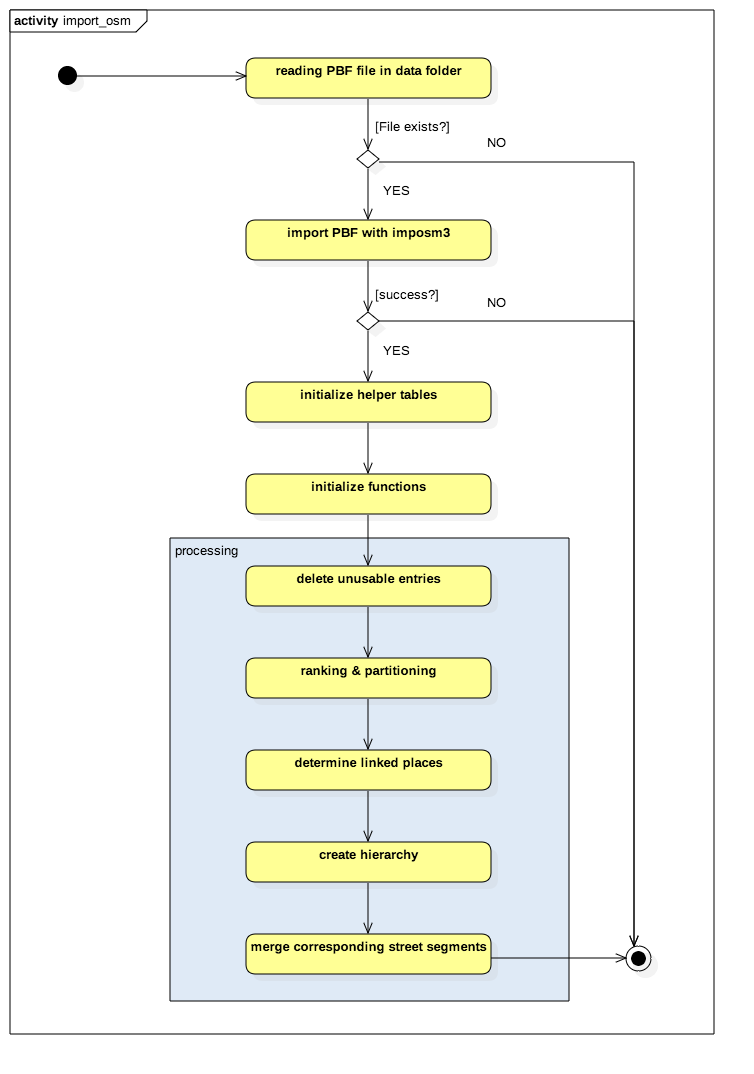 activity import_osm
reading PBF file in data folder
[File exists?]
NO
YES
import PBF with imposm3
[success?]
NO
YES
initialize helper tables
initialize functions
processing
delete unusable entries
ranking & partitioning
determine linked places
create hierarchy
merge corresponding street segments